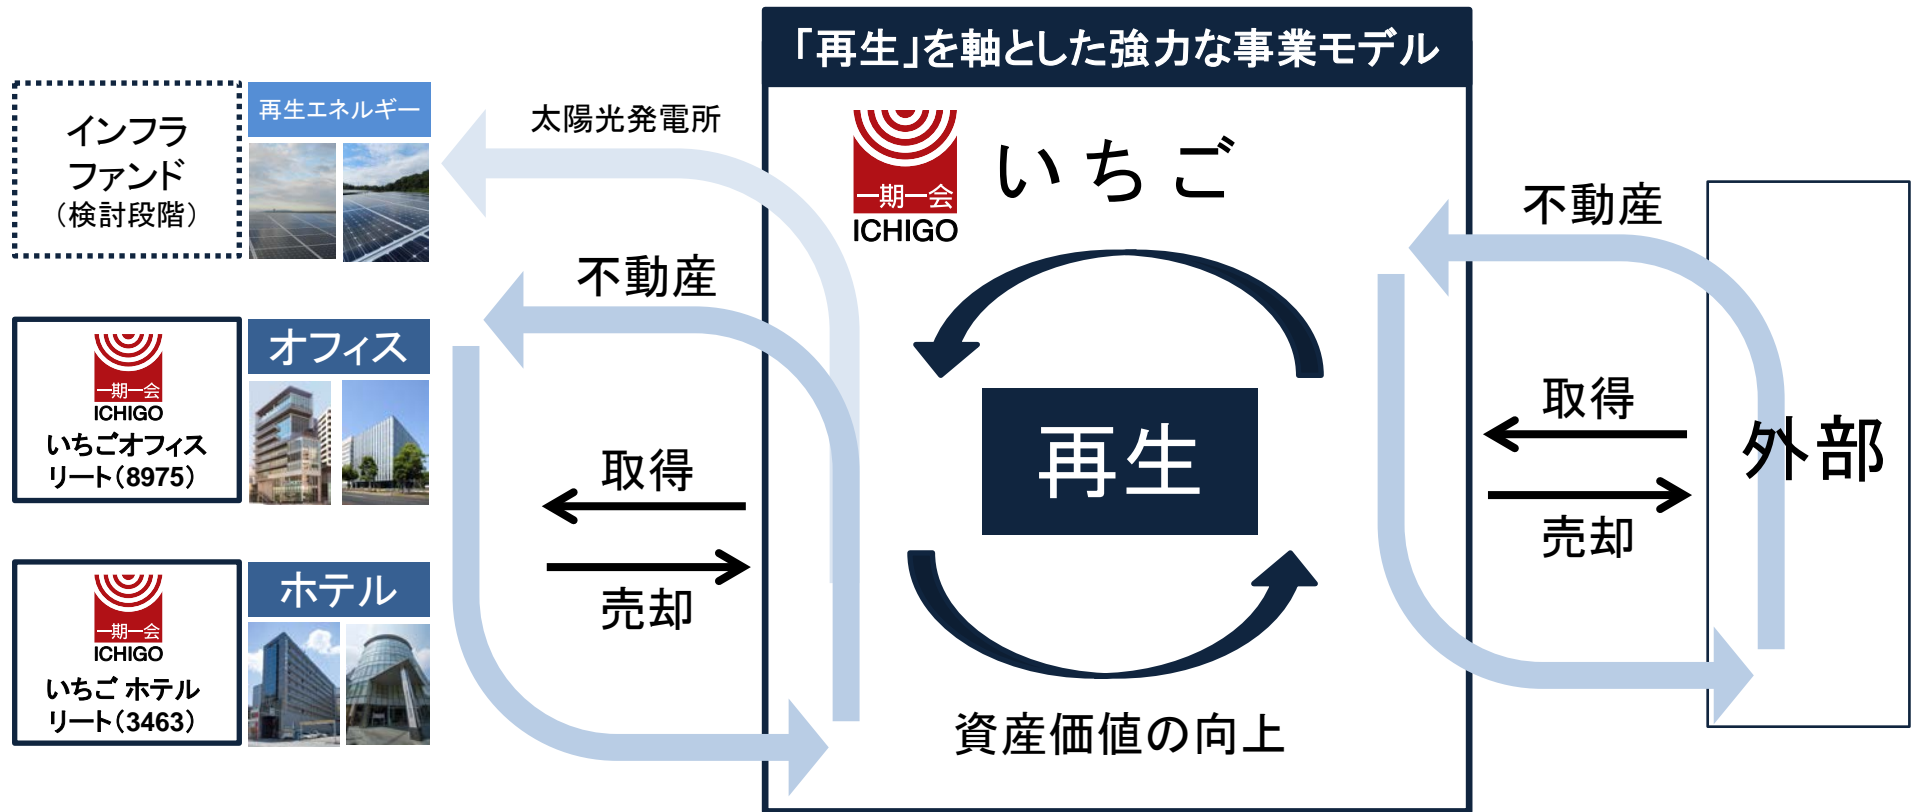 「再生」を軸とした強力な事業モデル
インフラ
ファンド
（検討段階）
再生エネルギー
太陽光発電所
一期一会
ICHIGO
いちご
不動産
不動産
一期一会
ICHIGO
いちごオフィス
リート（8975）
オフィス
取得
売却
再生
取得
売却
外部
一期一会
ICHIGO
いちご ホテル
リート（3463）
ホテル
資産価値の向上